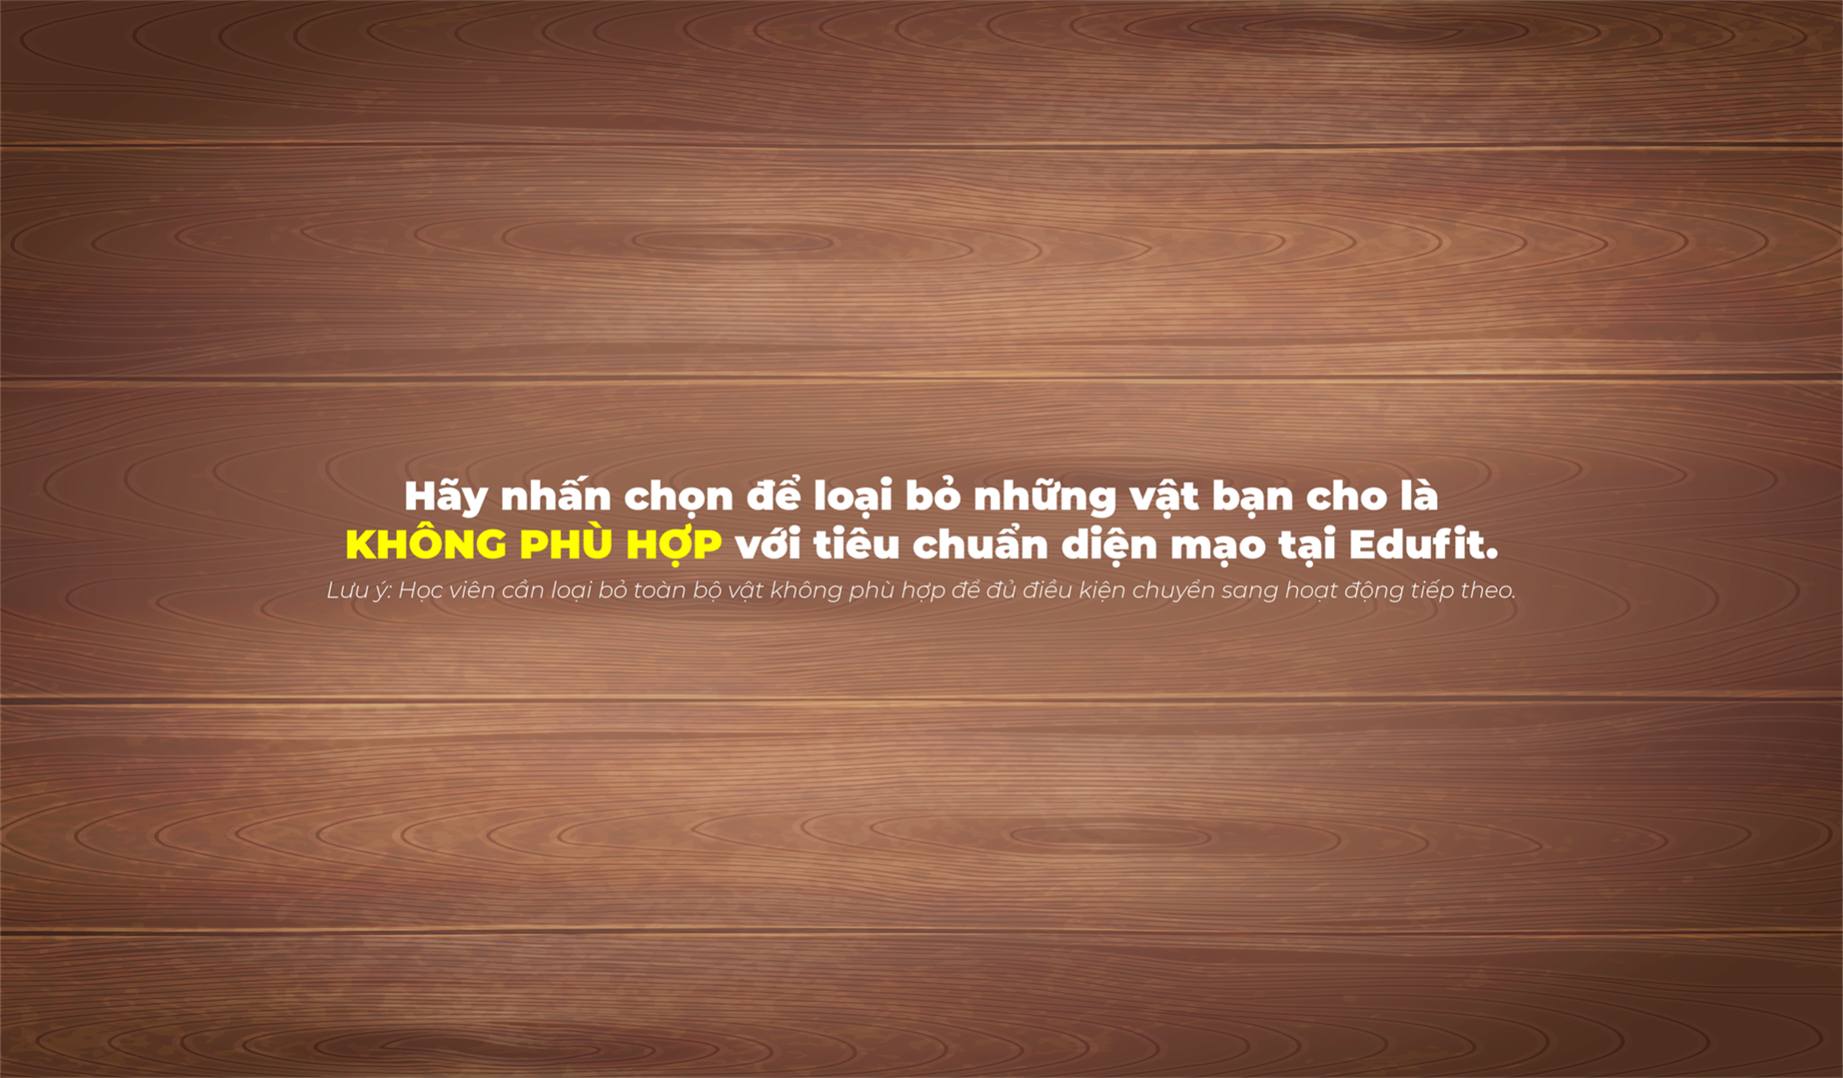 Hãy nhấn chọn để loại bỏ những vật bạn cho là
KHÔNG PHÙ HỢP với tiêu chuẩn diện mạo tại Edufit.
Lưu ý: Học viên cần loại bỏ toàn bộ vật không phù hợp để đủ điều kiện chuyển sang hoạt động tiếp theo.